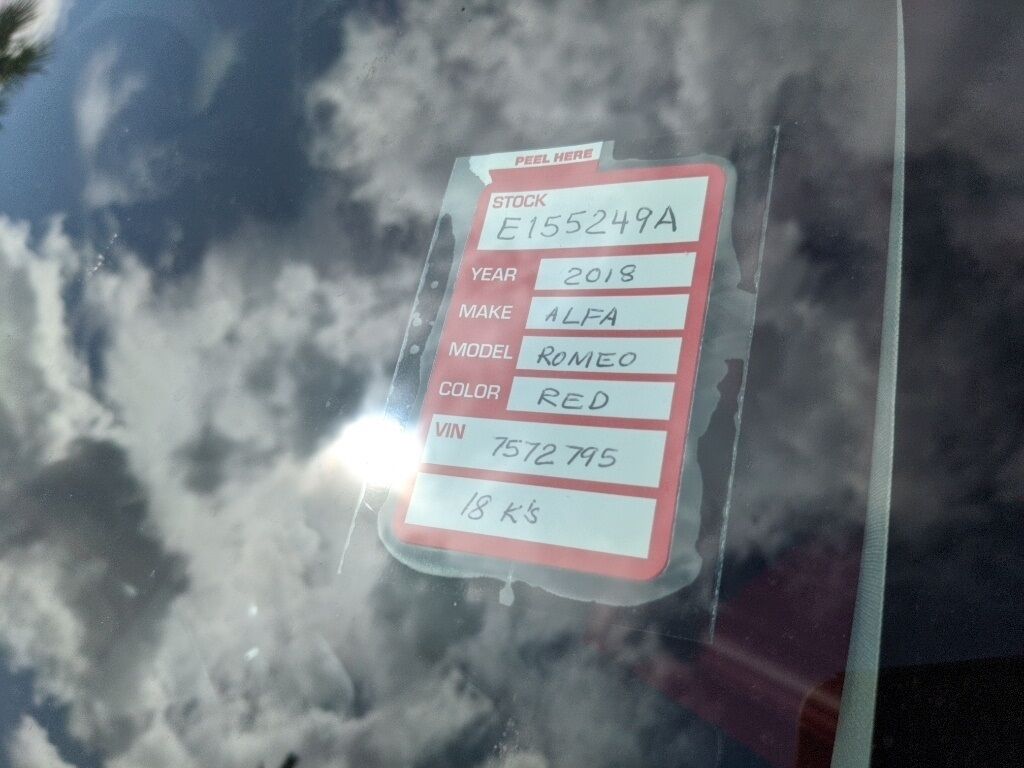 PEEL HERE
STOCK
E155249A
YEAR 2018
MAKE ALFA
MODEL ROMEO
COLOR RED
VIN 7572795
18 K's